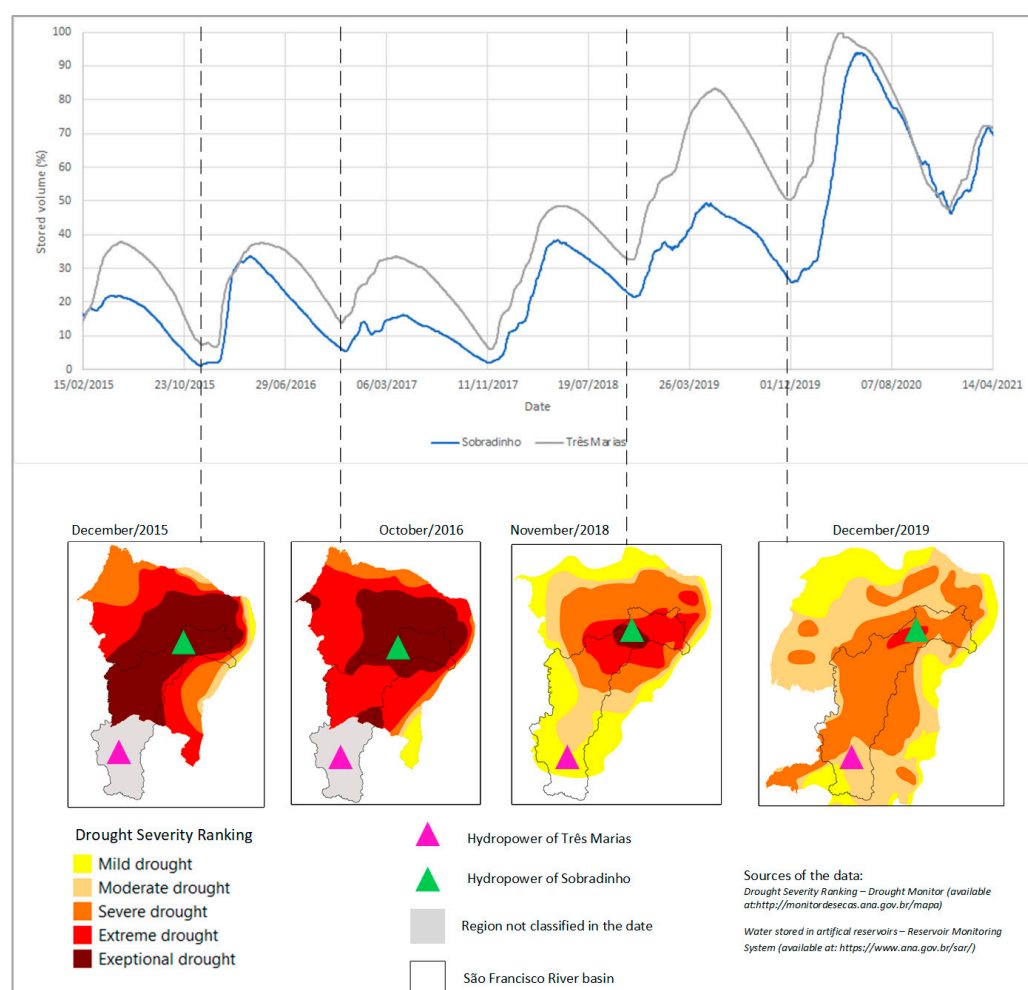 100
90
80
70
60
50
40
30
20
10
0
Stored volume (%)
15/02/2015 23/10/2015 29/06/2016 06/03/2017 11/11/2017 19/07/2018 26/03/2019 01/12/2019 07/08/2020 14/04/2021
Date
Sobradinho Três Marias
December/2015 October/2016 November/2018 December/2019
Drought Severity Ranking
Mild drought
Moderate drought
Severe drought
Extreme drought
Exeptional drought
Hydropower of Três Marias
Hydropower of Sobradinho
Region not classified in the date
São Francisco River basin
Sources of the data:
Drought Severity Ranking – Drought Monitor (available
at:http://monitordesecas.ana.gov.br/mapa)
Water stored in artifical reservoirs – Reservoir Monitoring
System (available at: https://www.ana.gov.br/sar/)